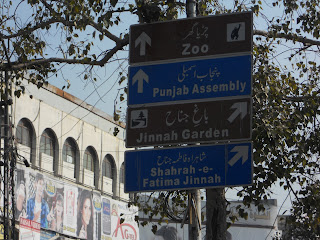 چڑیا گھر
Zoo
پنجاب اسمبلی
Punjab Assembly
باغ جناح
Jinnah Garden
شاہراہ فاطمہ جناح
Shahrah -e-
Fatima Jinnah